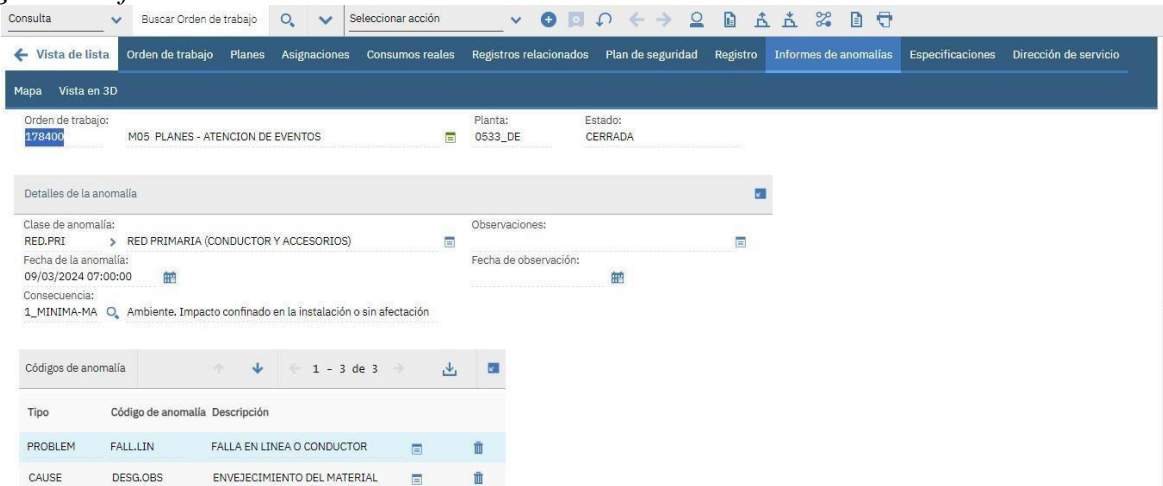 Consulta Buscar Orden de trabajo Seleccionar acción
Vista de lista Orden de trabajo Planes Asignaciones Consumos reales Registros relacionados Plan de seguridad Registro Informes de anomalías Especificaciones Dirección de servicio
Mapa Vista en 3D
Orden de trabajo: Planta: Estado:
178400 M05 PLANES - ATENCION DE EVENTOS 0533_DE CERRADA
Detalles de la anomalía
Clase de anomalía: Observaciones:
RED.PRI RED PRIMARIA (CONDUCTOR Y ACCESORIOS)
Fecha de la anomalía: Fecha de observación:
09/03/2024 07:00:00
Consecuencia:
1_MINIMA-MA Ambiente. Impacto confinado en la instalación o sin afectación
Códigos de anomalía 1 - 3 de 3
Tipo Código de anomalía Descripción
PROBLEM FALL.LIN FALLA EN LINEA O CONDUCTOR
CAUSE DESG.OBS ENVEJECIMIENTO DEL MATERIAL